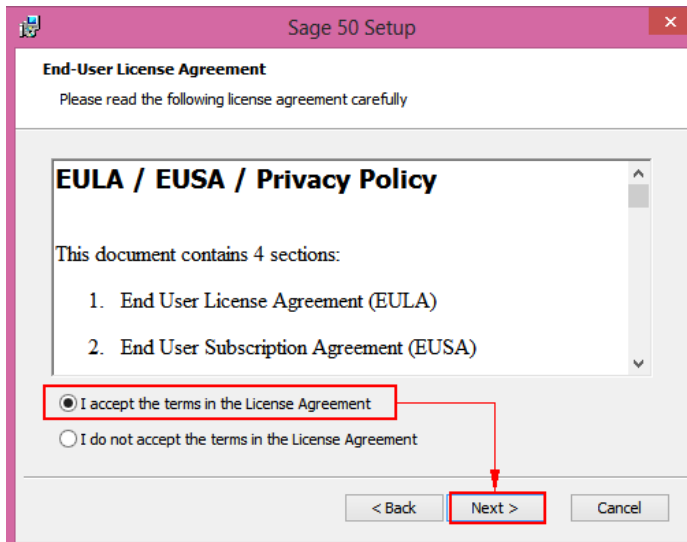 Sage 50 Setup
End-User License Agreement
Please read the following license agreement carefully
EULA / EUSA / Privacy Policy
This document contains 4 sections:
1. End User License Agreement (EULA)
2. End User Subscription Agreement (EUSA)
I accept the terms in the License Agreement
I do not accept the terms in the License Agreement
< Back Next > Cancel